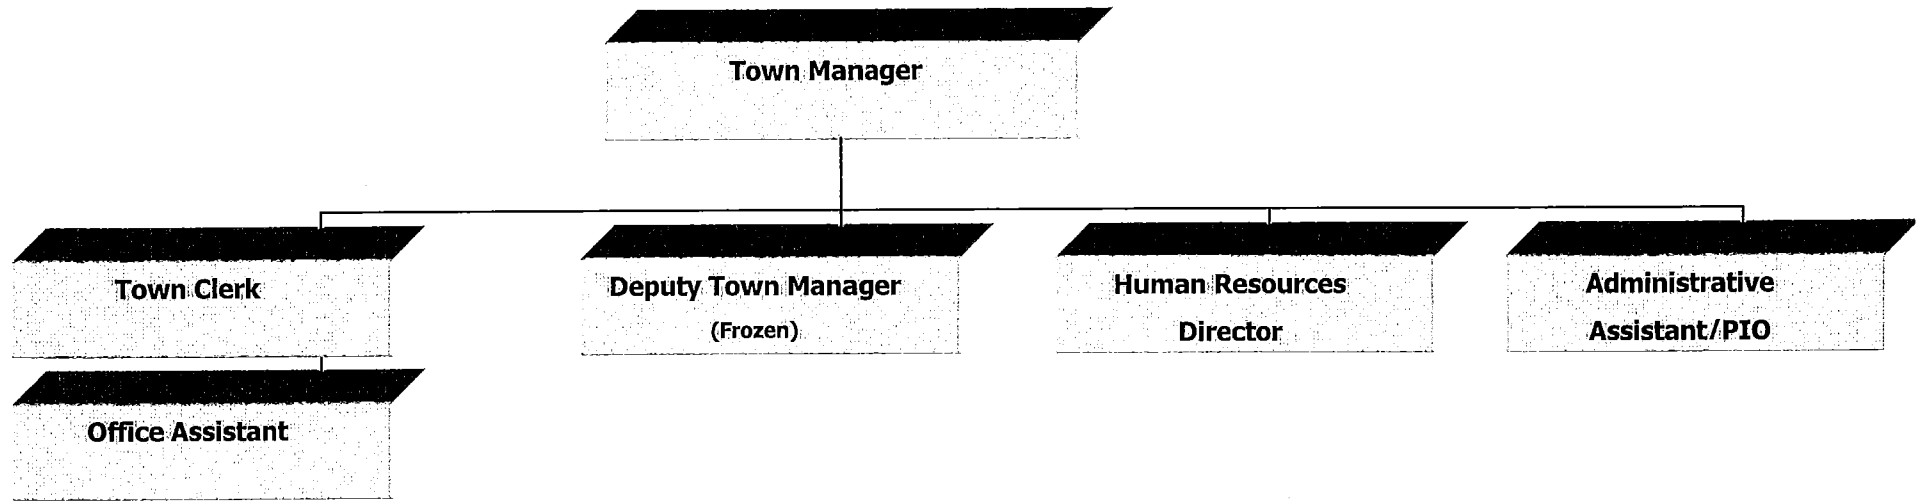 Town Manager
Town Clerk
Deputy Town Manager
(Frozen)
Human Resources
Director
Administrative
Assistant/PIO
Office Assistant